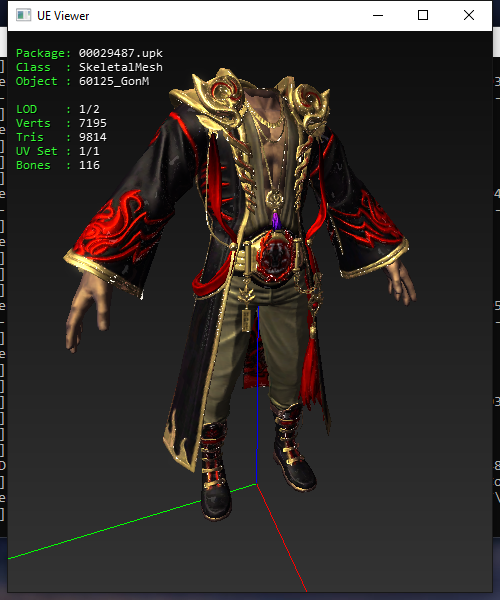 UE Viewer
Package: 00029487.upk
Class : SkeletalMesh
Object : 60125_GonM
LOD : 1/2
Verts : 7195
Tris : 9814
UV Set : 1/1
Bones : 116